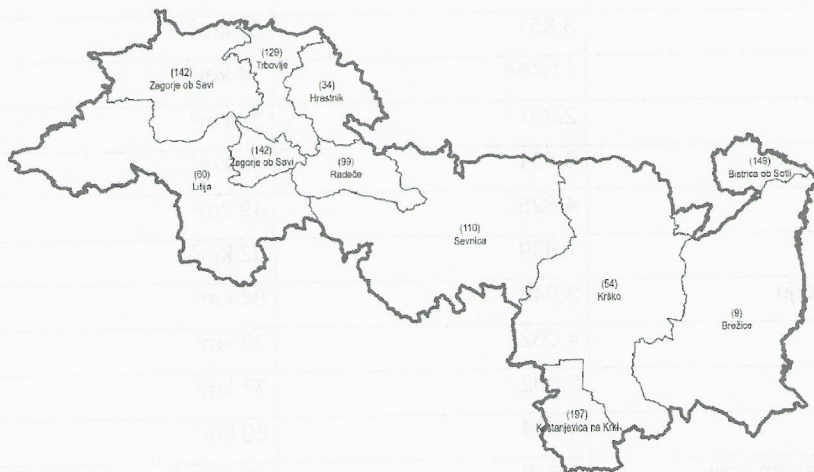 (142)
Zagorje ob Savi
(129)
Trbovlje
(34)
Hrastnik
(142)
Zagorje ob Savi
(60)
Litija
(99)
Radeče
(149)
Bistrica ob Sotli
(110)
Sevnica
(54)
Krško
(9)
Brežice
(197)
Kostanjevica na Krki